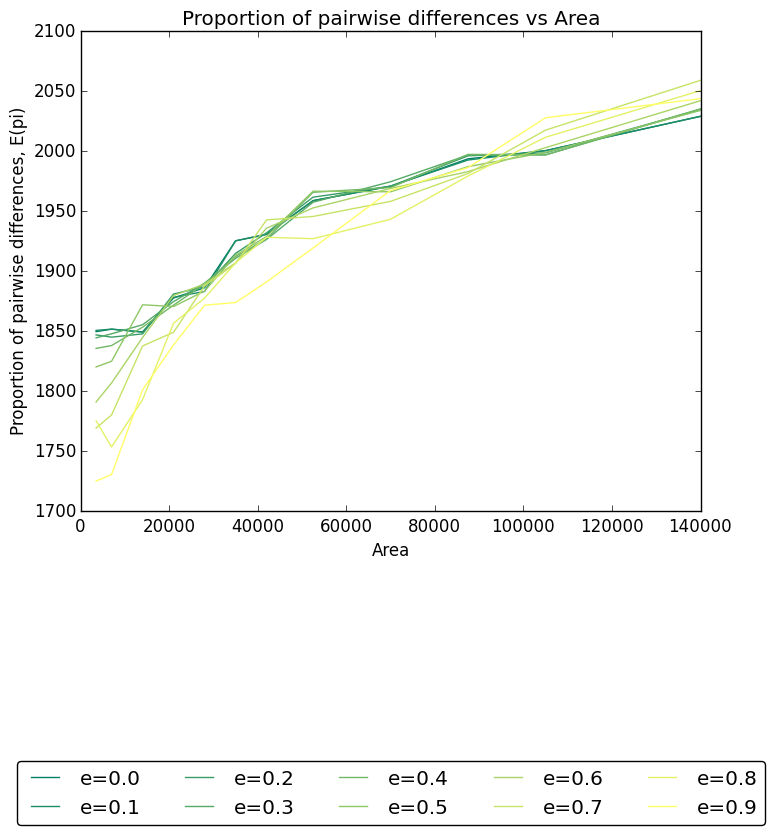 Proportion of pairwise differences vs Area
2100
2050
2000
1950
1900
1850
1800
1750
1700
Proportion of pairwise differences, E(pi)
0 20000 40000 60000 80000 100000 120000 140000
Area
e=0.0 e=0.2 e=0.4 e=0.6 e=0.8
e=0.1 e=0.3 e=0.5 e=0.7 e=0.9